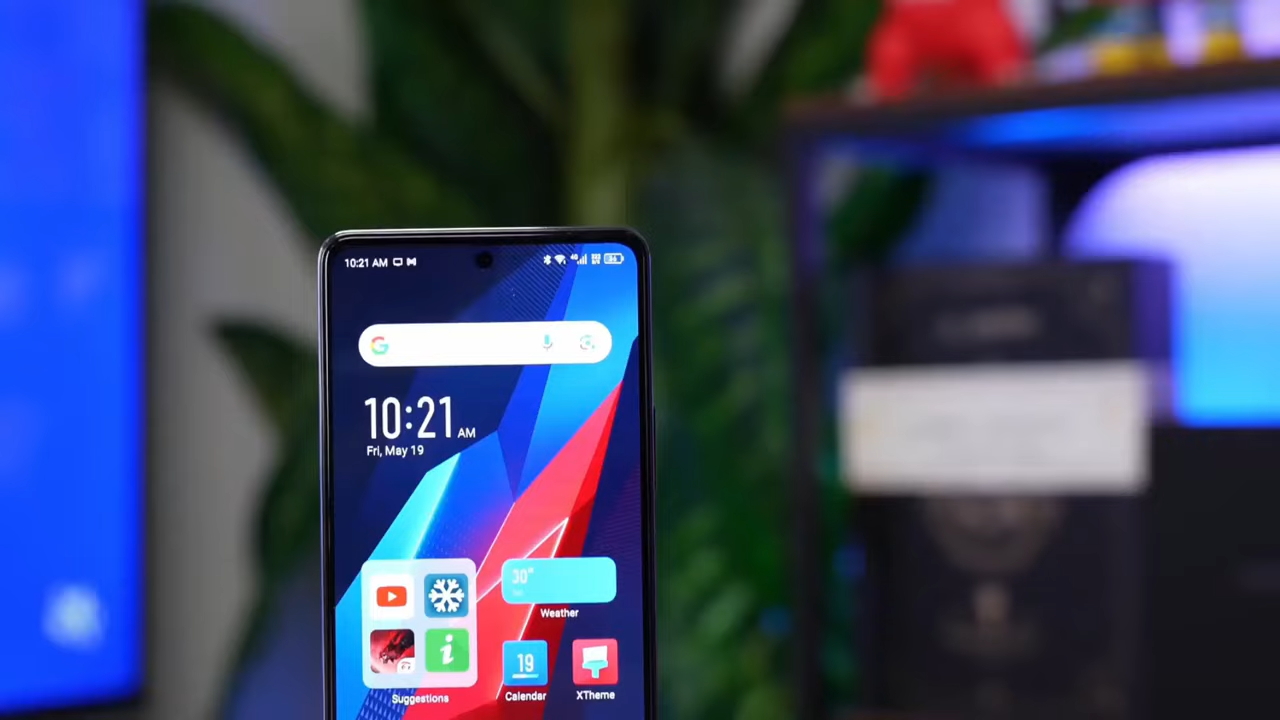 10:21 AM
10:21 AM
Fri, May 19
30°
Weather
19
Suggestions
Calendar
XTheme